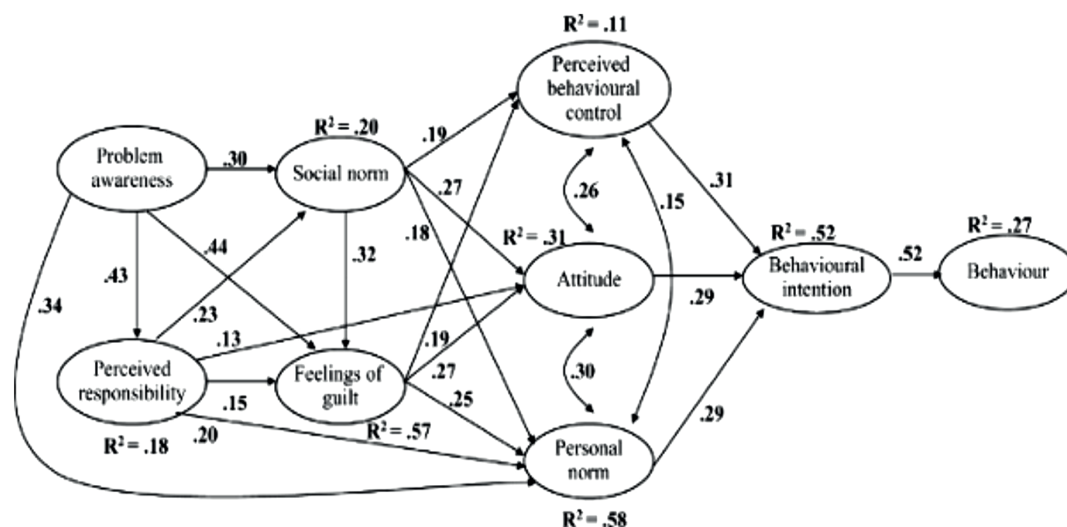 R² = .11
Perceived
behavioural
control
R² = .20
Problem
awareness
.30
Social norm
.19
.27
.18
.26
.15
.31
R² = .31
Attitude
R² = .52
Behavioural
intention
.52
R² = .27
Behaviour
.44
.43
.32
.34
.23
.13
.29
Perceived
responsibility
.15
Feelings of
guilt
.19
.27
.25
.30
R² = .18
.20
R² = .57
Personal
norm
.29
R² = .58